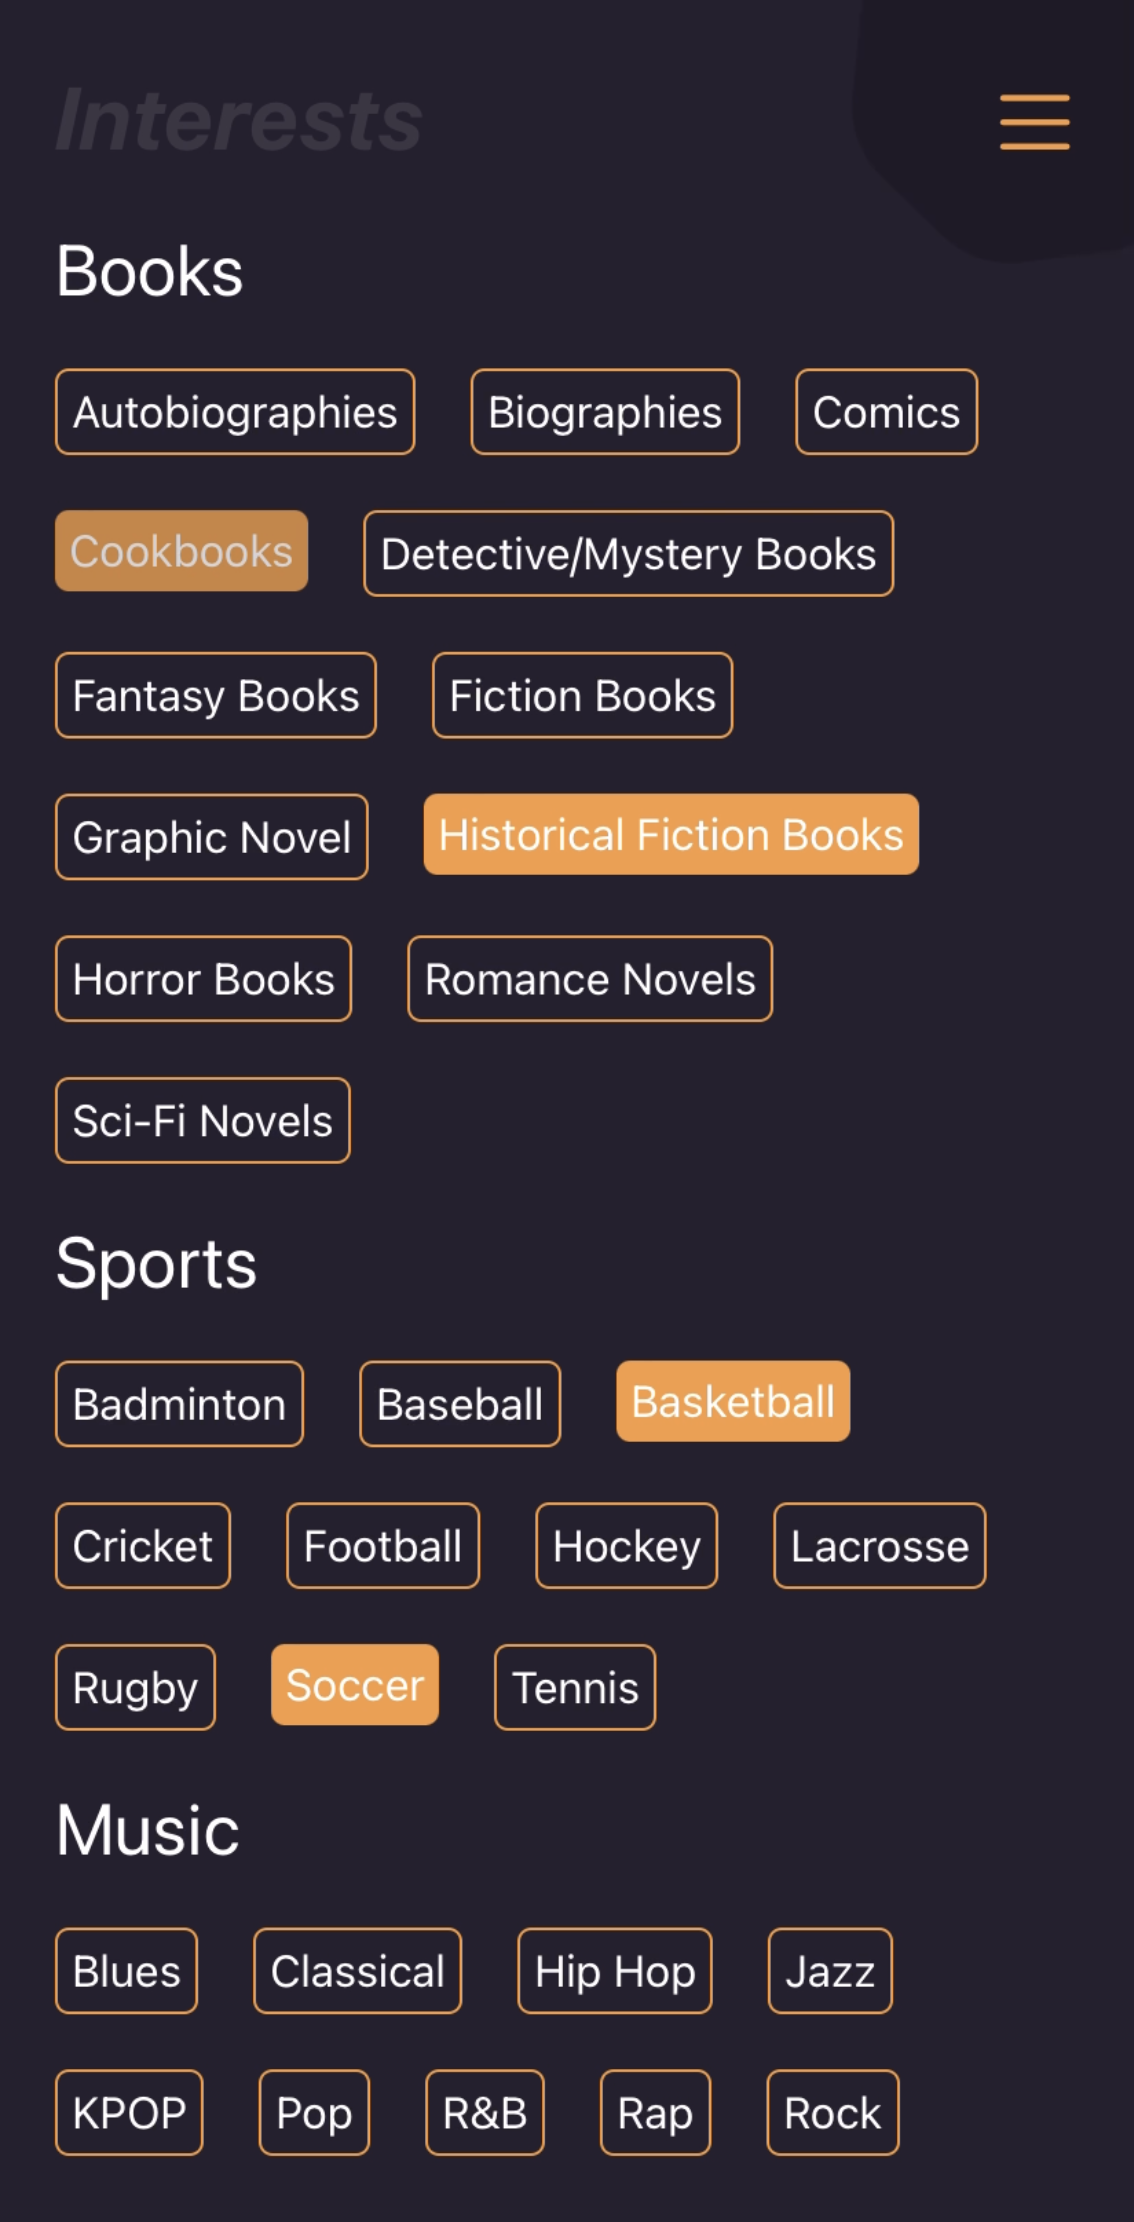 Interests
Books
Autobiographies Biographies Comics
Cookbooks Detective/Mystery Books
Fantasy Books Fiction Books
Graphic Novel Historical Fiction Books
Horror Books Romance Novels
Sci-Fi Novels
Sports
Badminton Baseball Basketball
Cricket Football Hockey Lacrosse
Rugby Soccer Tennis
Music
Blues Classical Hip Hop Jazz
KPOP Pop R&B Rap Rock